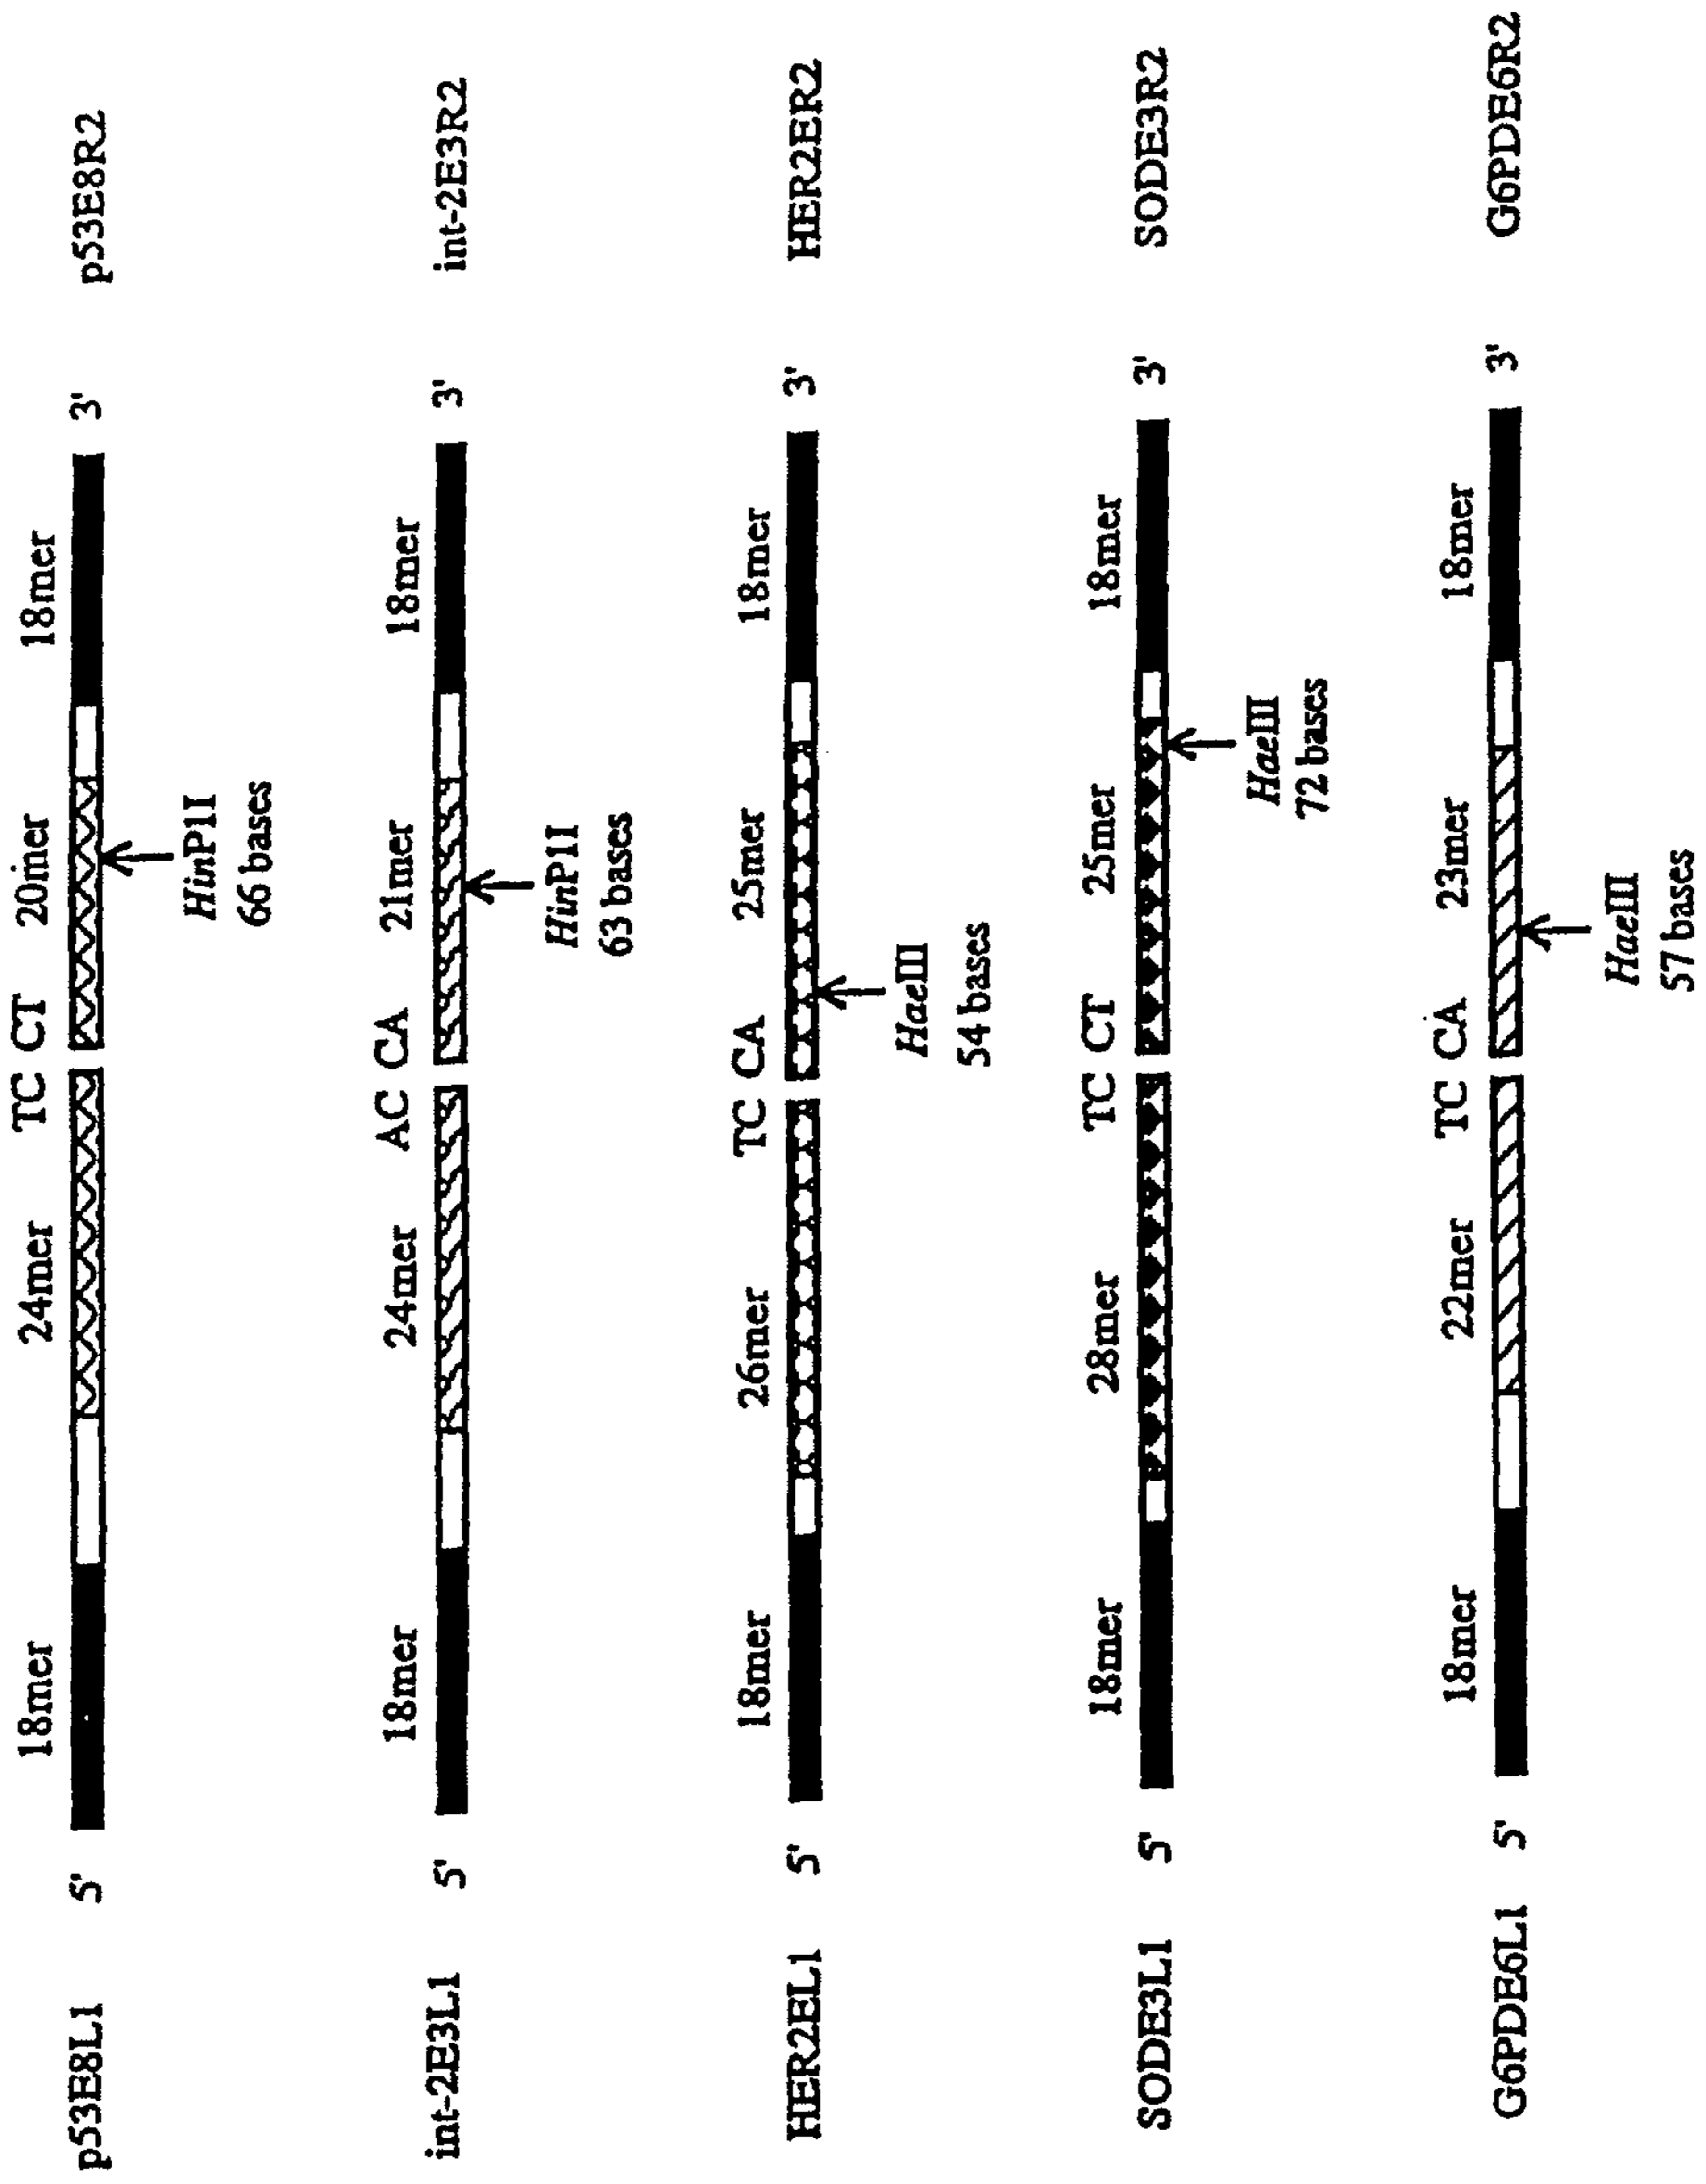 18mer 24mer TC CT 20mer 18mer
p53E8L1 5' 3' p53E8R2
HinP1I
66 bases
18mer 24mer AC CA 21mer 18mer
int-2E3L1 5' 3' int-2E3R2
HinP1I
63 bases
18mer 26mer TC CA 25mer 18mer
HER2EL1 5' 3' HER2ER2
HaeIII
54 bases
18mer 28mer TC CT 25mer 18mer
SODE3L1 5' 3' SODE3R2
HaeIII
72 bases
18mer 22mer TC CA 23mer 18mer
G6PDE6L1 5' 3' G6PDE6R2
HaeIII
57 bases